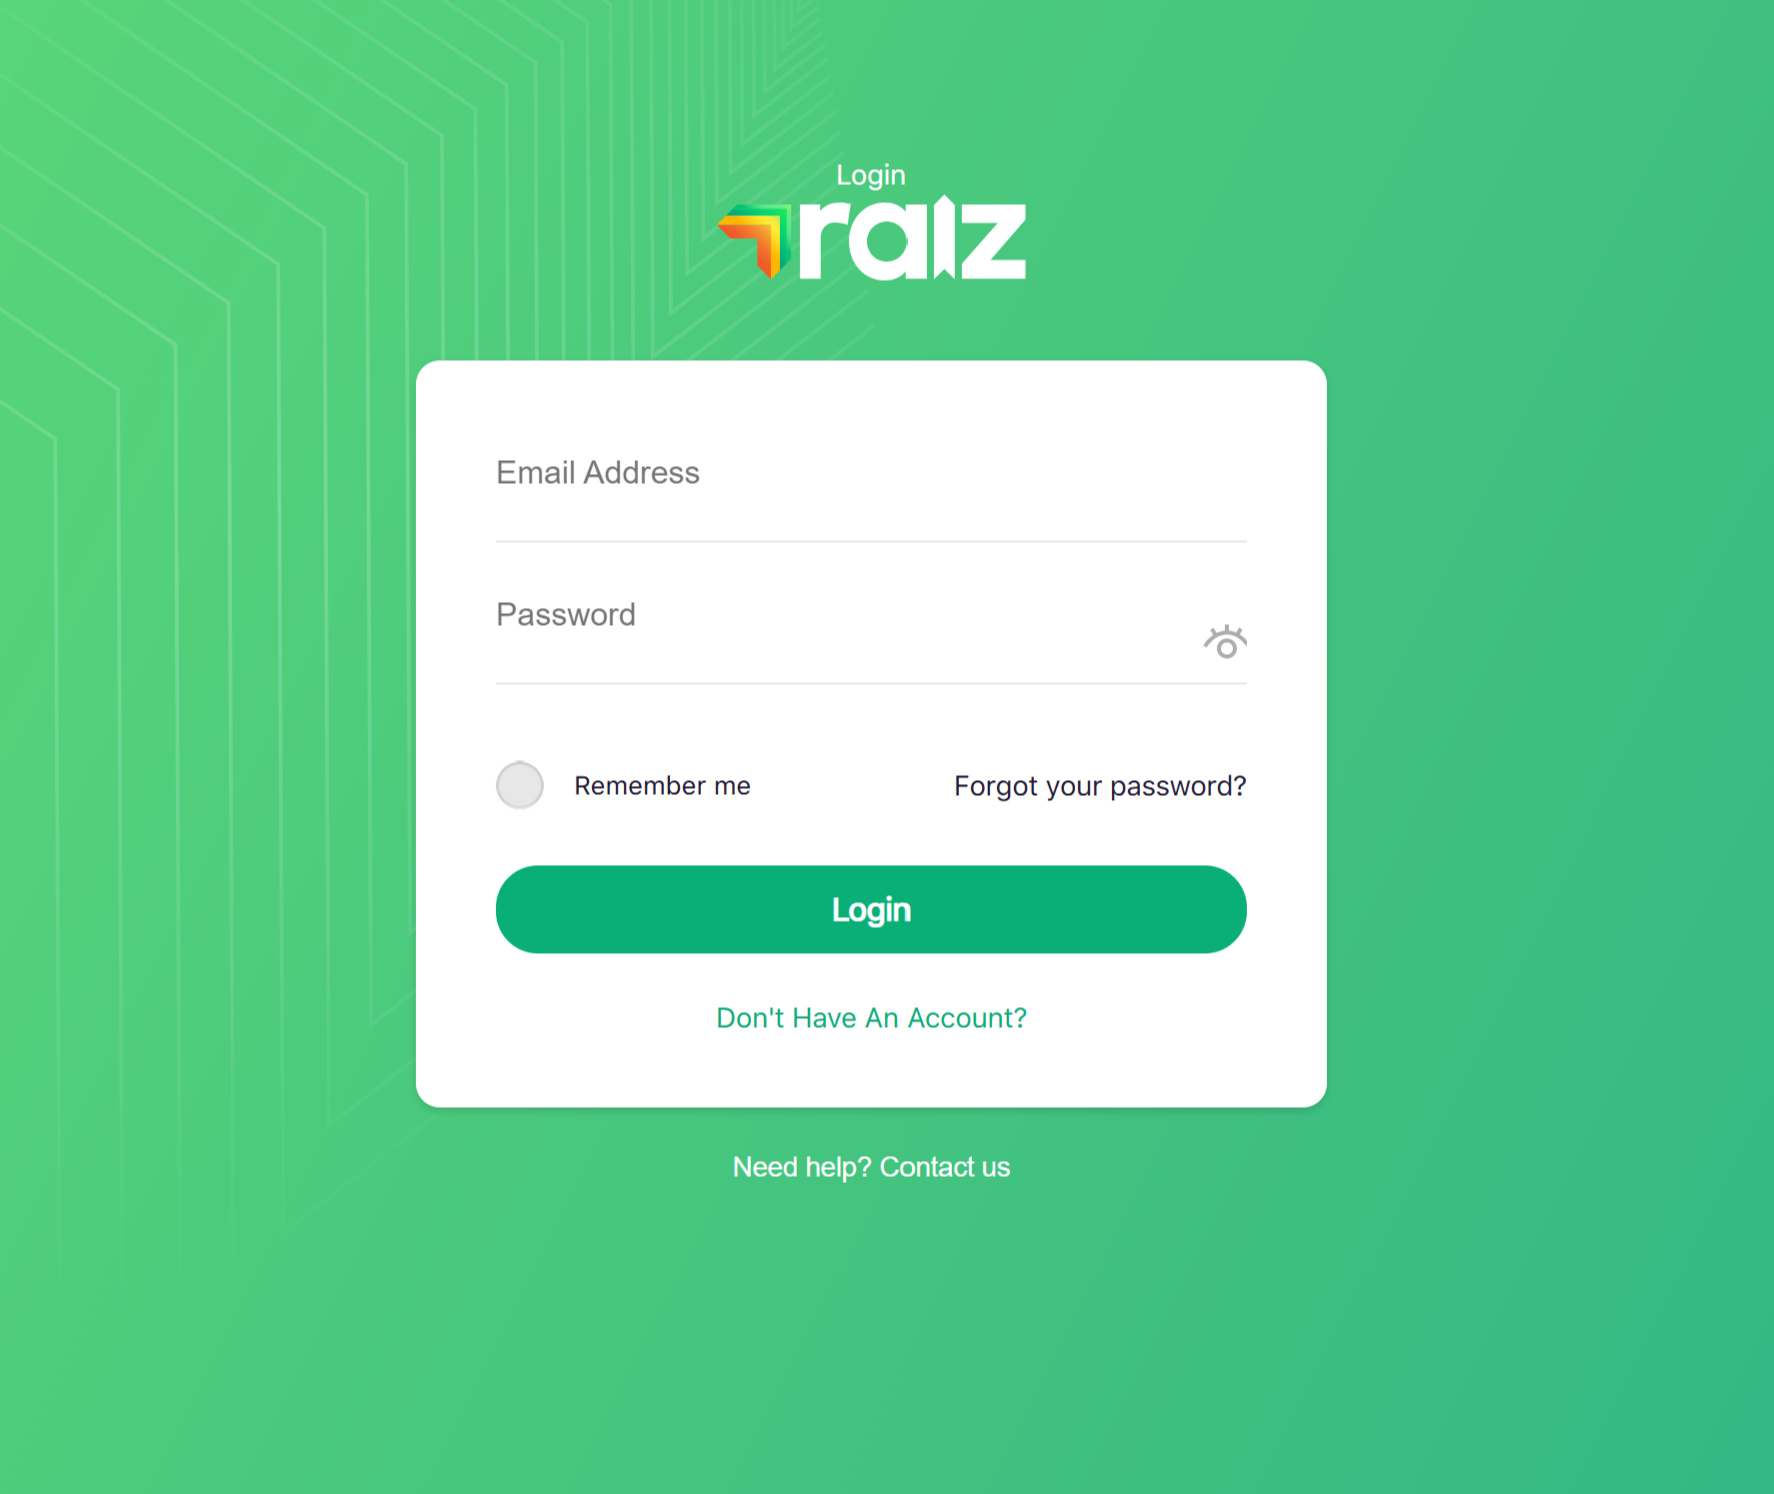 Login
raiz
Email Address
Password
Remember me
Forgot your password?
Login
Don't Have An Account?
Need help? Contact us